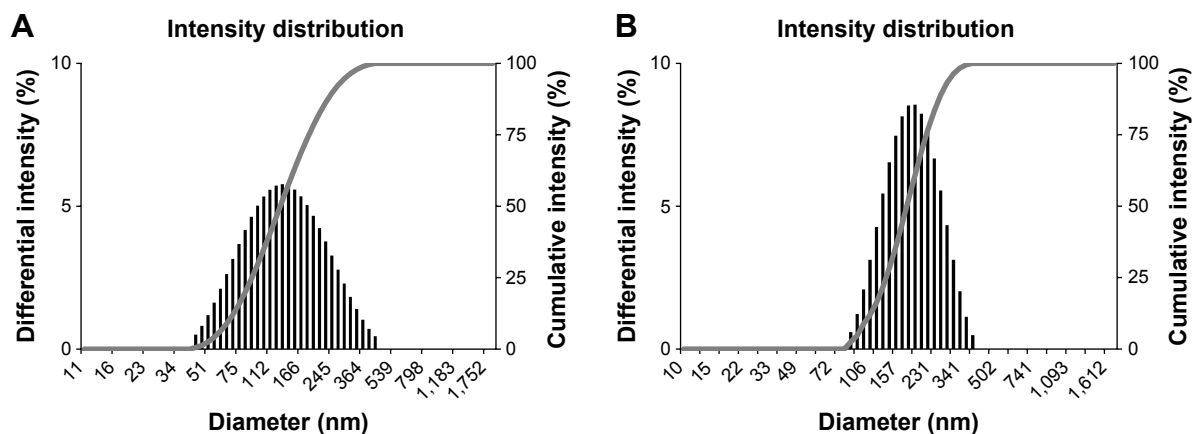 A
Intensity distribution
Differential intensity (%)
10
5
0
100
75
50
25
0
Cumulative intensity (%)
11 16 23 34 51 75 112 166 245 364 539 798 1,183 1,752
Diameter (nm)
B
Intensity distribution
Differential intensity (%)
10
5
0
100
75
50
25
0
Cumulative intensity (%)
10 15 22 33 49 72 106 157 231 341 502 741 1,093 1,612
Diameter (nm)